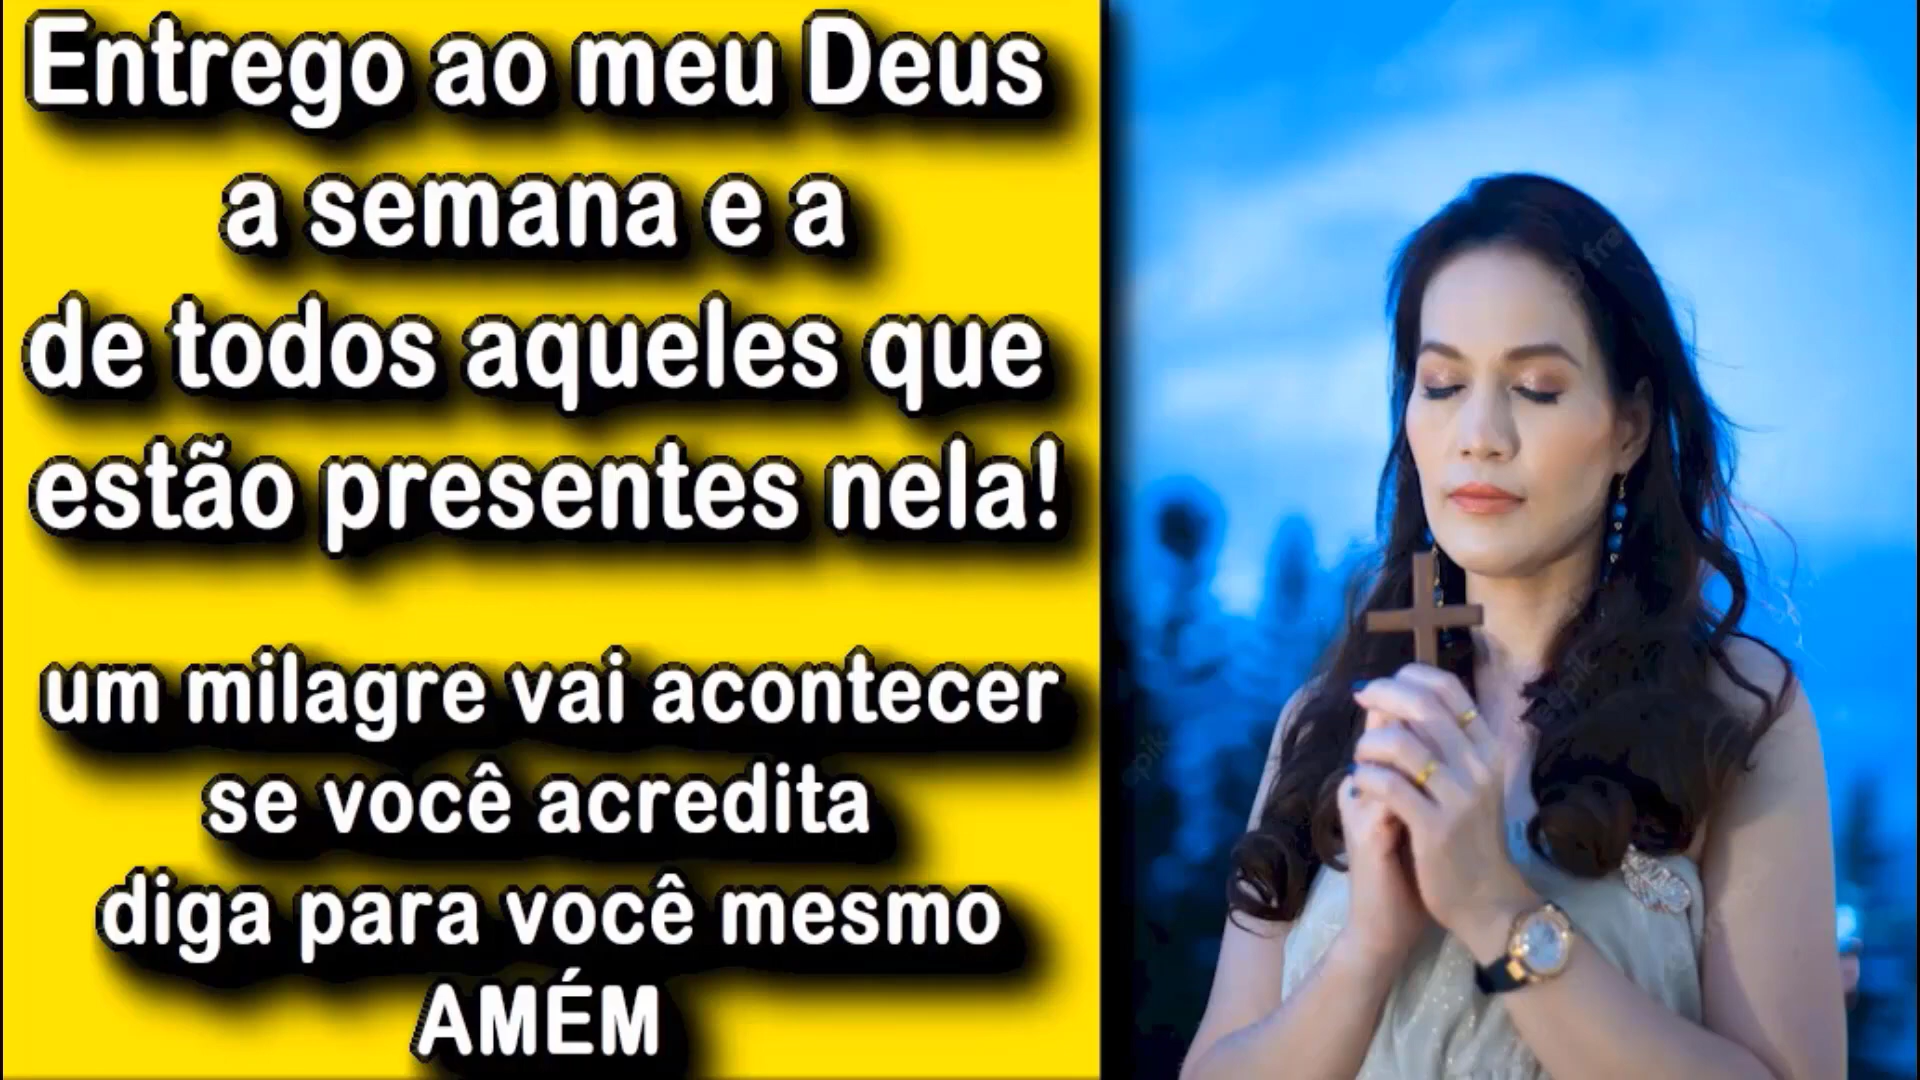 Entrego ao meu Deus
a semana e a
de todos aqueles que
estão presentes nela!
um milagre vai acontecer
se você acredita
diga para você mesmo
AMÉM